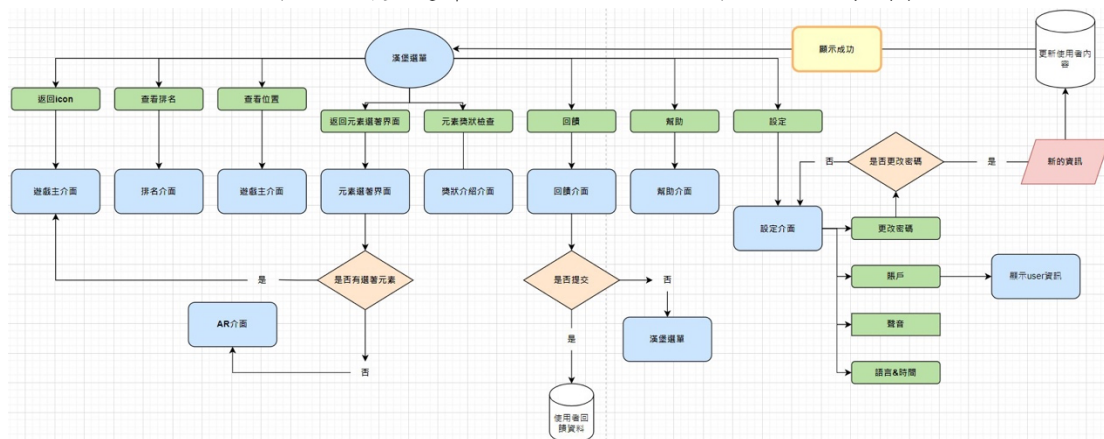 漢堡選單
顯示成功
更新使用者內
容
返回icon
查看排名
查看位置
返回元素選著界面
元素獎狀檢查
回饋
幫助
設定
否
是否更改密碼
是
新的資訊
遊戲主介面
排名介面
遊戲主介面
元素選著界面
獎狀介紹介面
回饋介面
幫助介面
設定介面
更改密碼
是
是否有選著元素
是否提交
否
賬戶
顯示user資訊
AR介面
漢堡選單
聲音
是
否
語言&時間
使用者回
饋資料